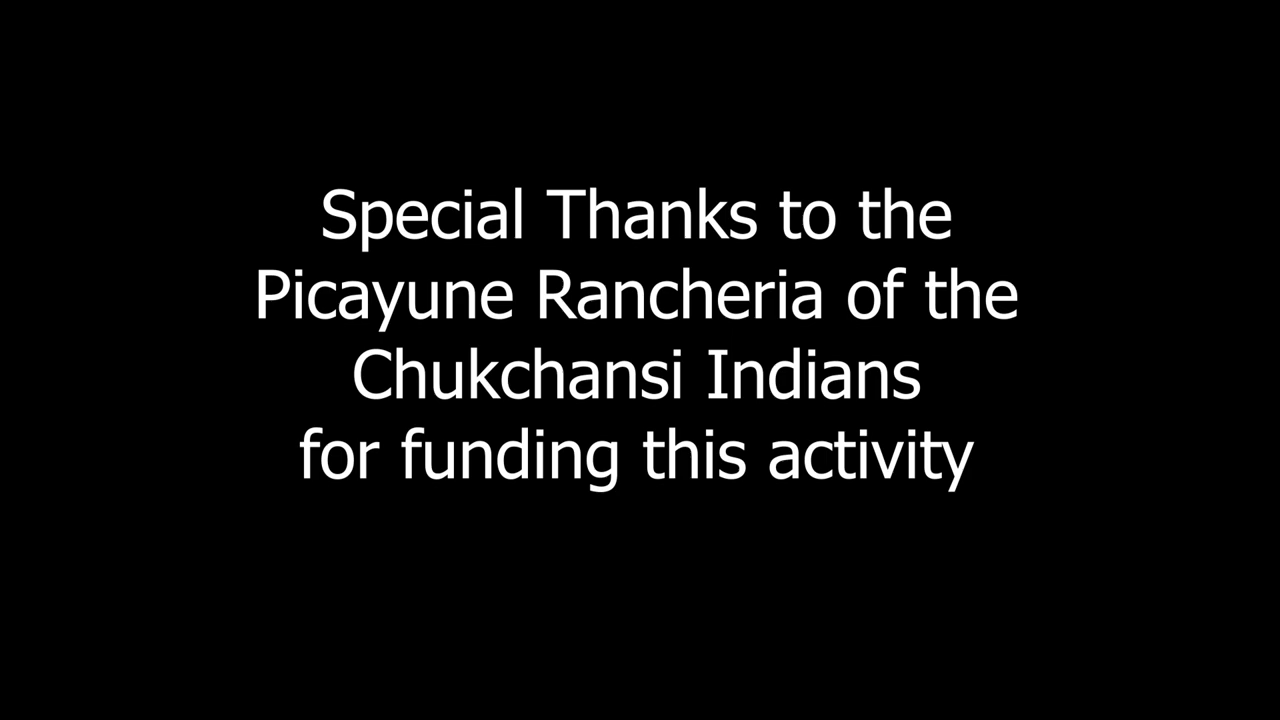 Special Thanks to the
Picayune Rancheria of the
Chukchansi Indians
for funding this activity